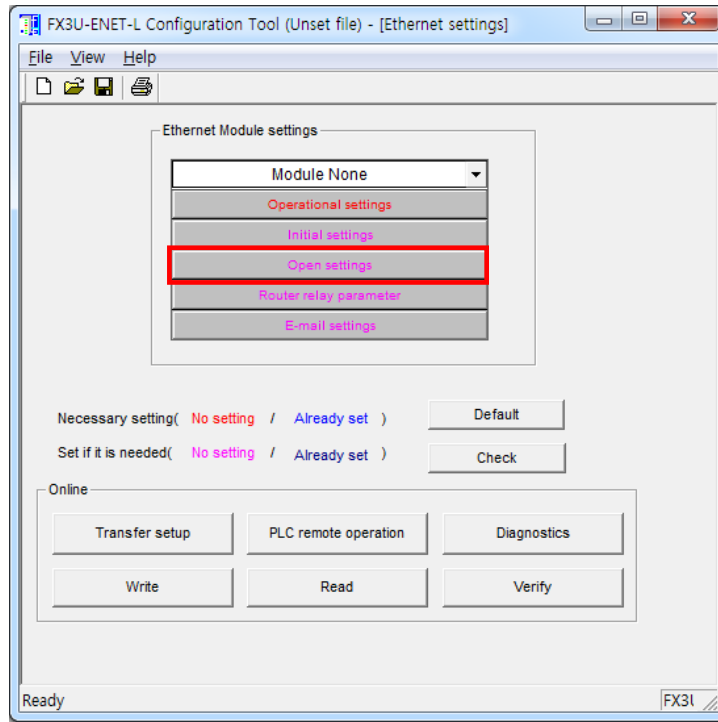 FX3U-ENET-L Configuration Tool (Unset file) - [Ethernet settings]
File View Help
Ethernet Module settings
Module None
Operational settings
Initial settings
Open settings
Router relay parameter
E-mail settings
Necessary setting( No setting / Already set ) Default
Set if it is needed( No setting / Already set ) Check
Online
Transfer setup PLC remote operation Diagnostics
Write Read Verify
Ready FX3U